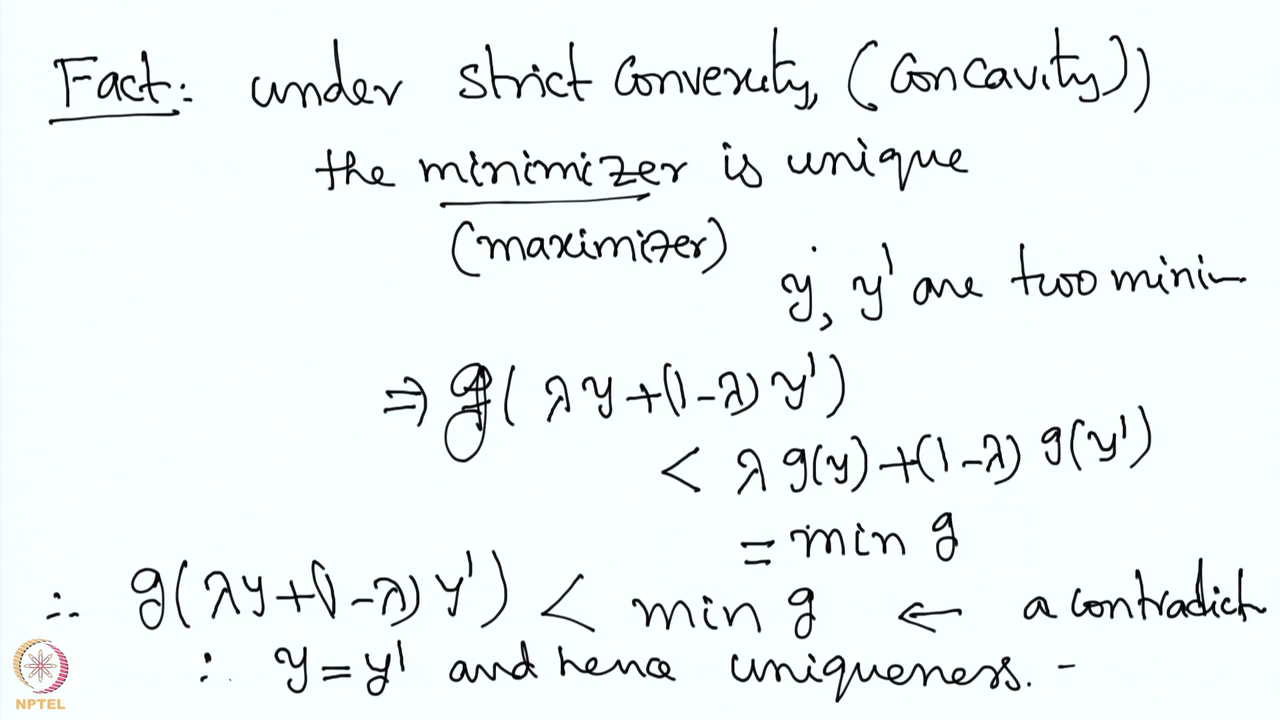 Fact: under strict convexity, (Concavity))
the minimizer is unique
(maximizer)
y, y' are two minim
⇒ g( λy+(1-λ) y')
< λ g(y)+(1-λ) g(y')
= min g
∴ g(λy+(1-λ) y') < min g ← a contradict
∴ y = y' and hence uniqueness. -
NPTEL